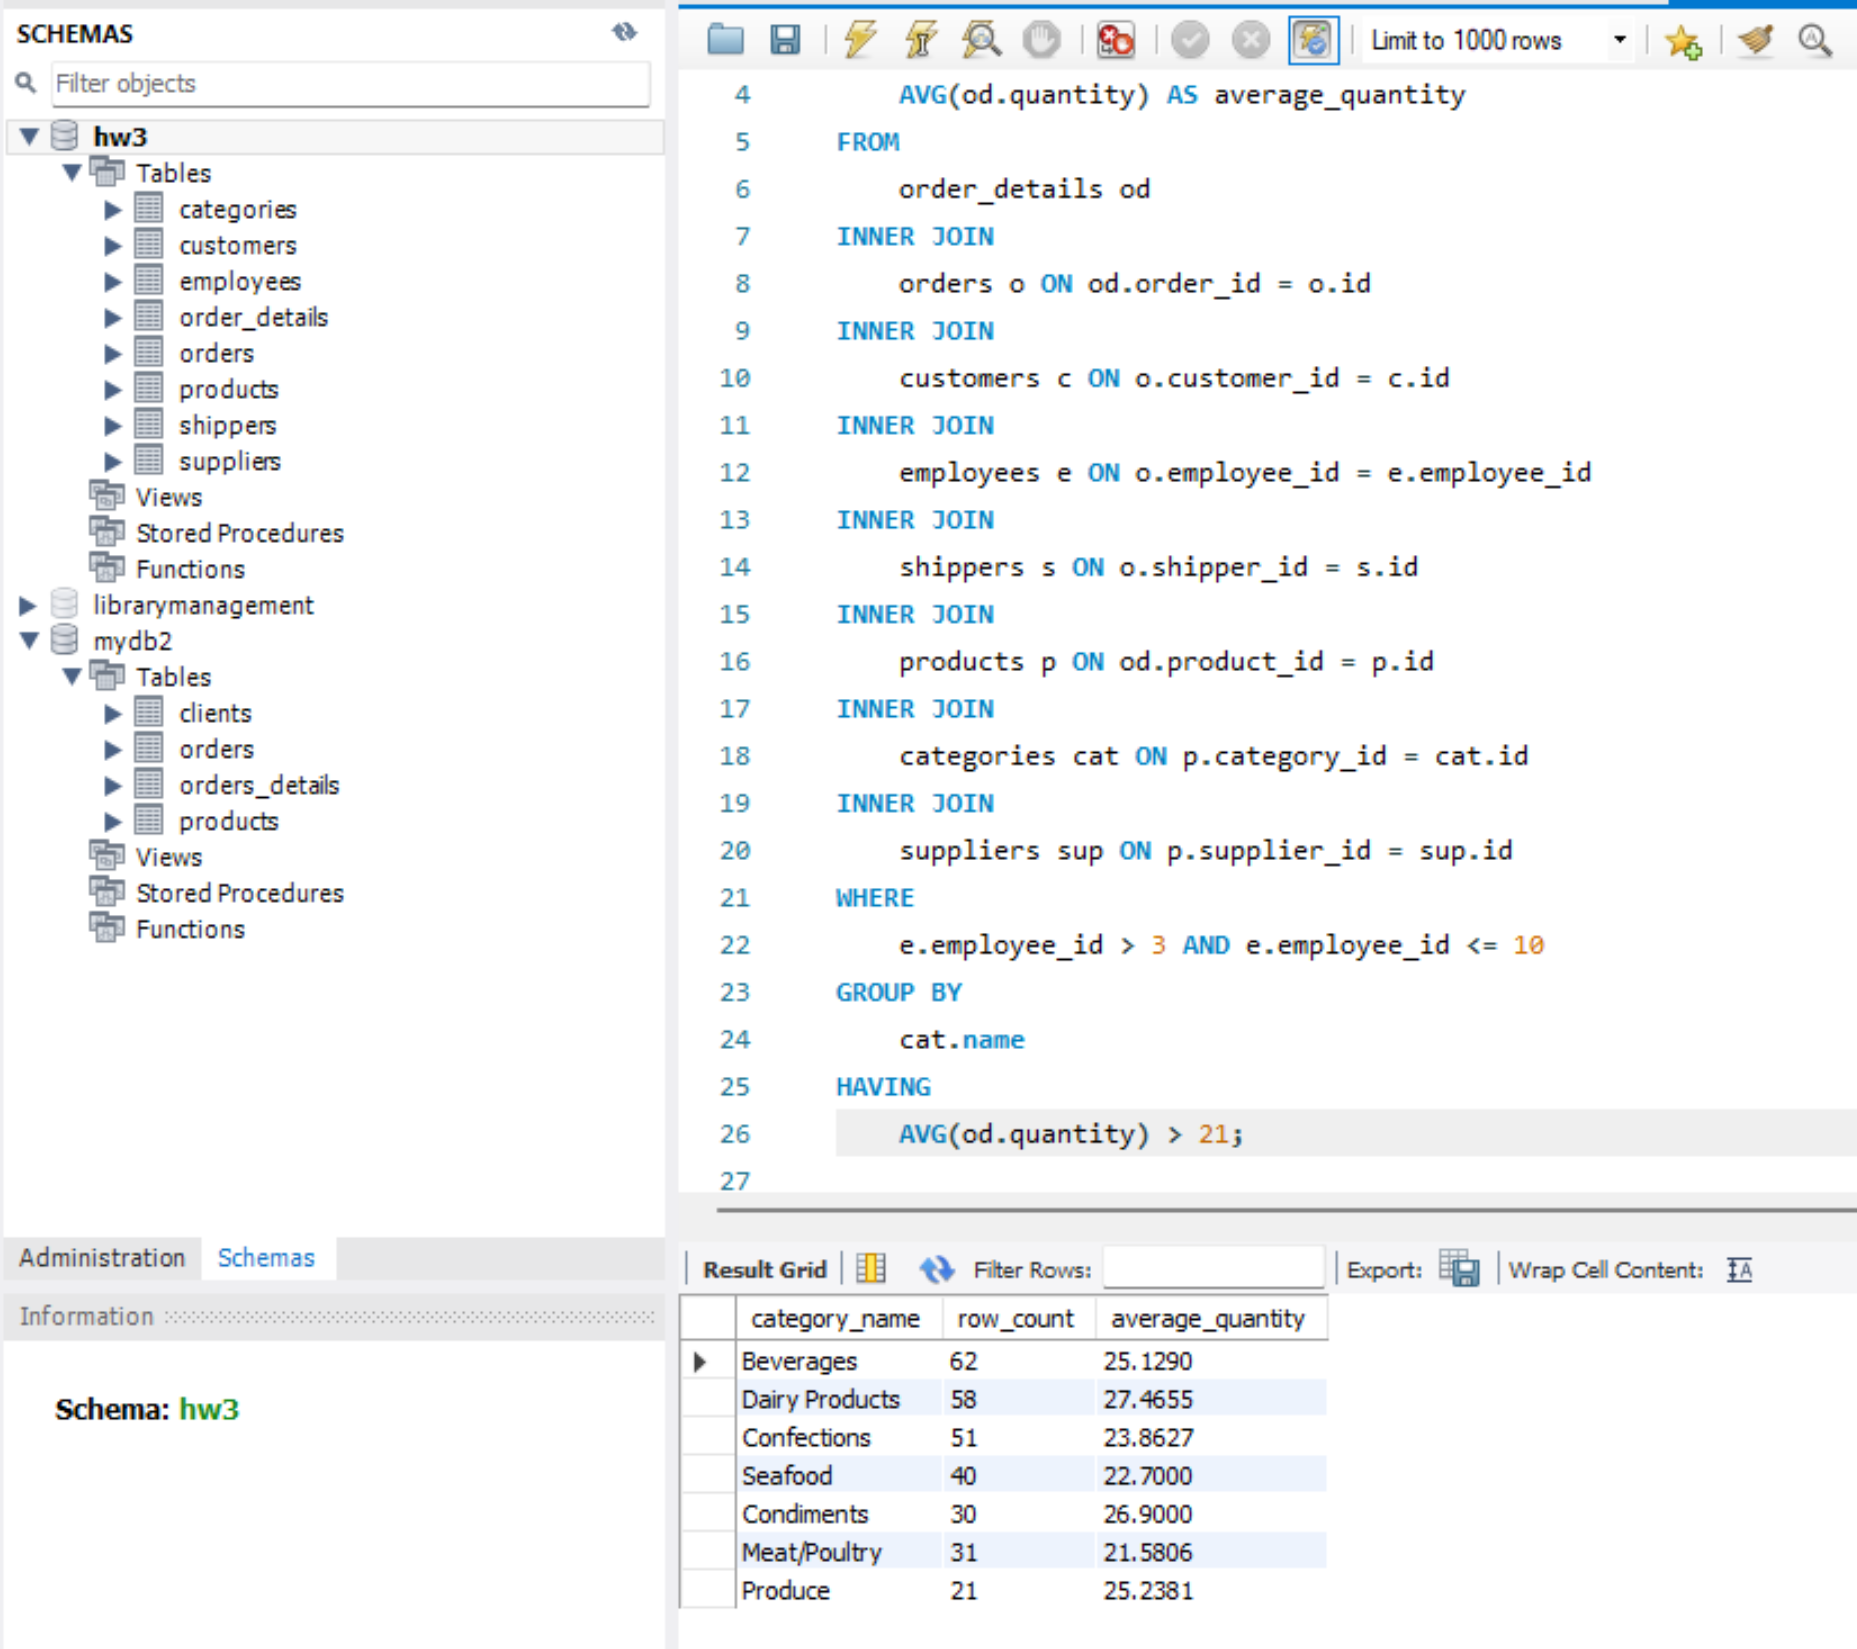 SCHEMAS
Filter objects
hw3
Tables
categories
customers
employees
order_details
orders
products
shippers
suppliers
Views
Stored Procedures
Functions
librarymanagement
mydb2
Tables
clients
orders
orders_details
products
Views
Stored Procedures
Functions
Administration Schemas
Information
Schema: hw3
Limit to 1000 rows
4 AVG(od.quantity) AS average_quantity
5 FROM
6 order_details od
7 INNER JOIN
8 orders o ON od.order_id = o.id
9 INNER JOIN
10 customers c ON o.customer_id = c.id
11 INNER JOIN
12 employees e ON o.employee_id = e.employee_id
13 INNER JOIN
14 shippers s ON o.shipper_id = s.id
15 INNER JOIN
16 products p ON od.product_id = p.id
17 INNER JOIN
18 categories cat ON p.category_id = cat.id
19 INNER JOIN
20 suppliers sup ON p.supplier_id = sup.id
21 WHERE
22 e.employee_id > 3 AND e.employee_id <= 10
23 GROUP BY
24 cat.name
25 HAVING
26 AVG(od.quantity) > 21;
27
Result Grid Filter Rows: Export: Wrap Cell Content: IA
category_name row_count average_quantity
Beverages 62 25.1290
Dairy Products 58 27.4655
Confections 51 23.8627
Seafood 40 22.7000
Condiments 30 26.9000
Meat/Poultry 31 21.5806
Produce 21 25.2381